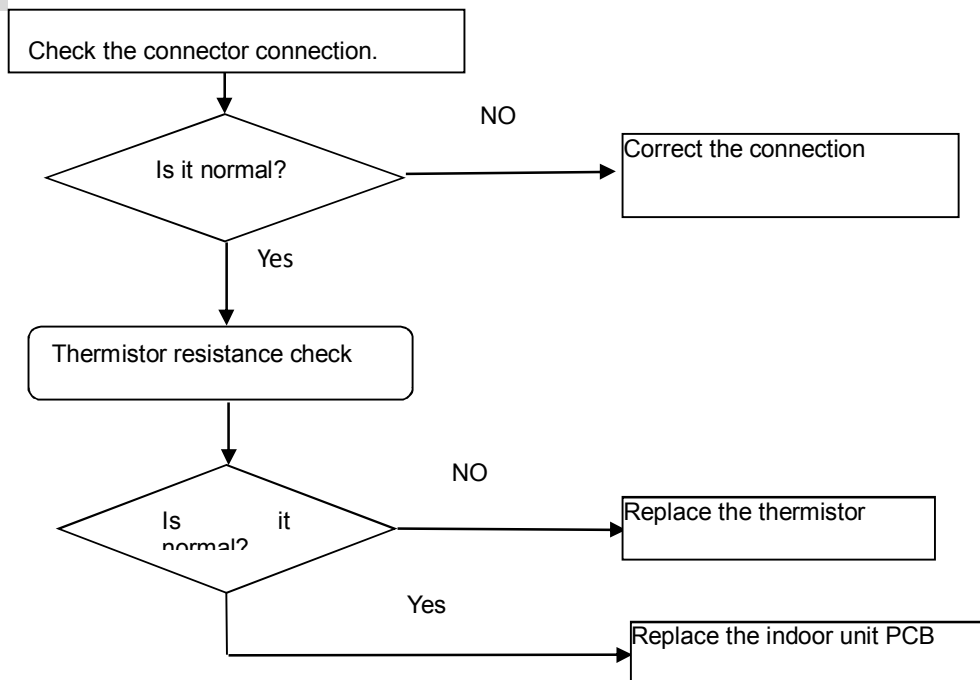 Check the connector connection.
NO
Is it normal?
Correct the connection
Yes
Thermistor resistance check
NO
Is it
normal?
Replace the thermistor
Yes
Replace the indoor unit PCB